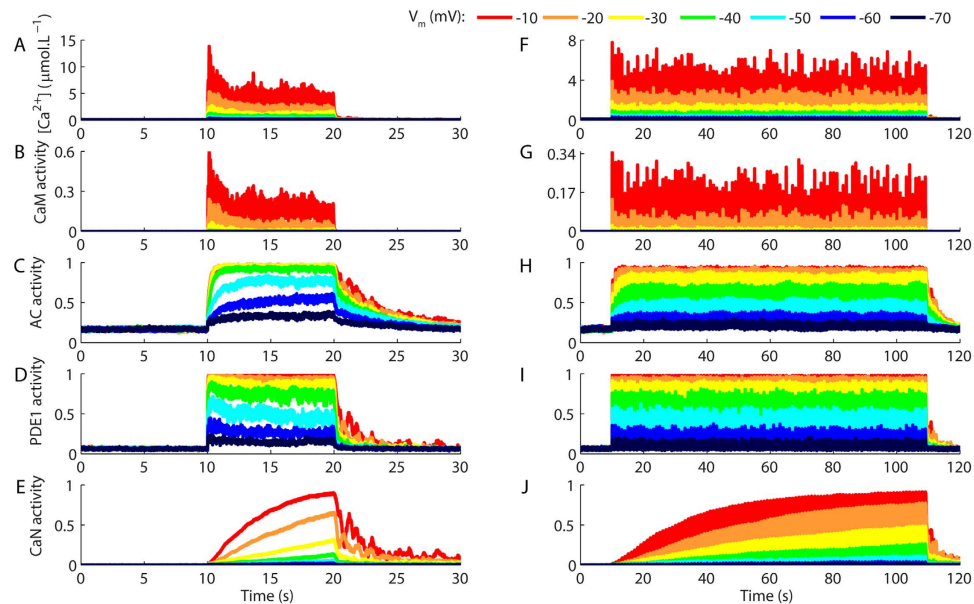 V_m (mV): -10 -20 -30 -40 -50 -60 -70
A
[Ca²⁺] (μmol.L⁻¹)
15
10
5
0
0 5 10 15 20 25 30
F
8
4
0
0 20 40 60 80 100 120
B
CaM activity
0.6
0.3
0
0 5 10 15 20 25 30
G
0.34
0.17
0
0 20 40 60 80 100 120
C
AC activity
1
0.5
0
0 5 10 15 20 25 30
H
1
0.5
0
0 20 40 60 80 100 120
D
PDE1 activity
1
0.5
0
0 5 10 15 20 25 30
I
1
0.5
0
0 20 40 60 80 100 120
E
CaN activity
1
0.5
0
0 5 10 15 20 25 30
Time (s)
J
1
0.5
0
0 20 40 60 80 100 120
Time (s)